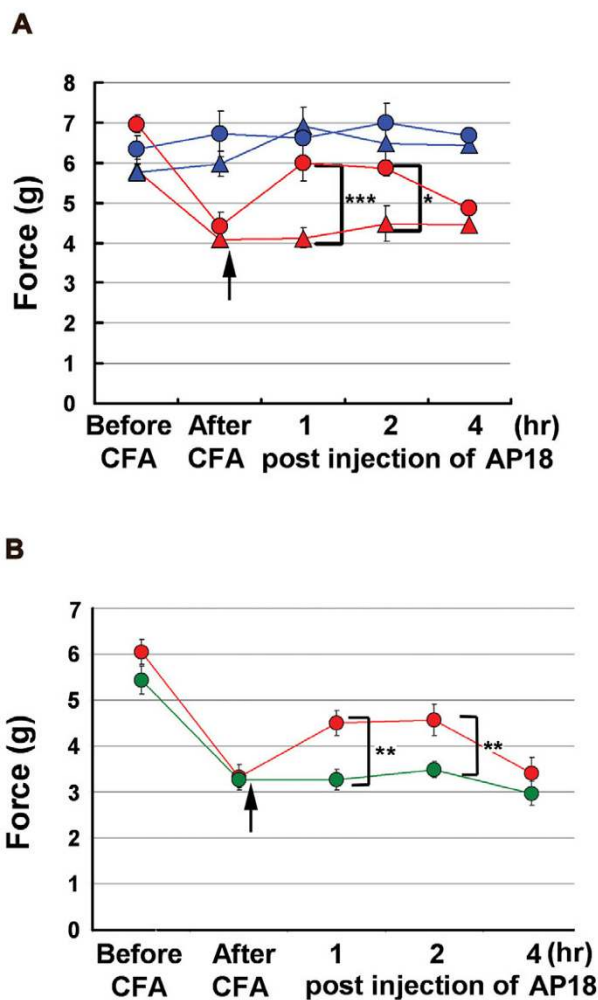 A
8
7
6
5
4
3
2
1
0
Force (g)
***
*
Before After 1 2 4 (hr)
CFA CFA post injection of AP18
B
7
6
5
4
3
2
1
0
Force (g)
**
**
Before After 1 2 4 (hr)
CFA CFA post injection of AP18